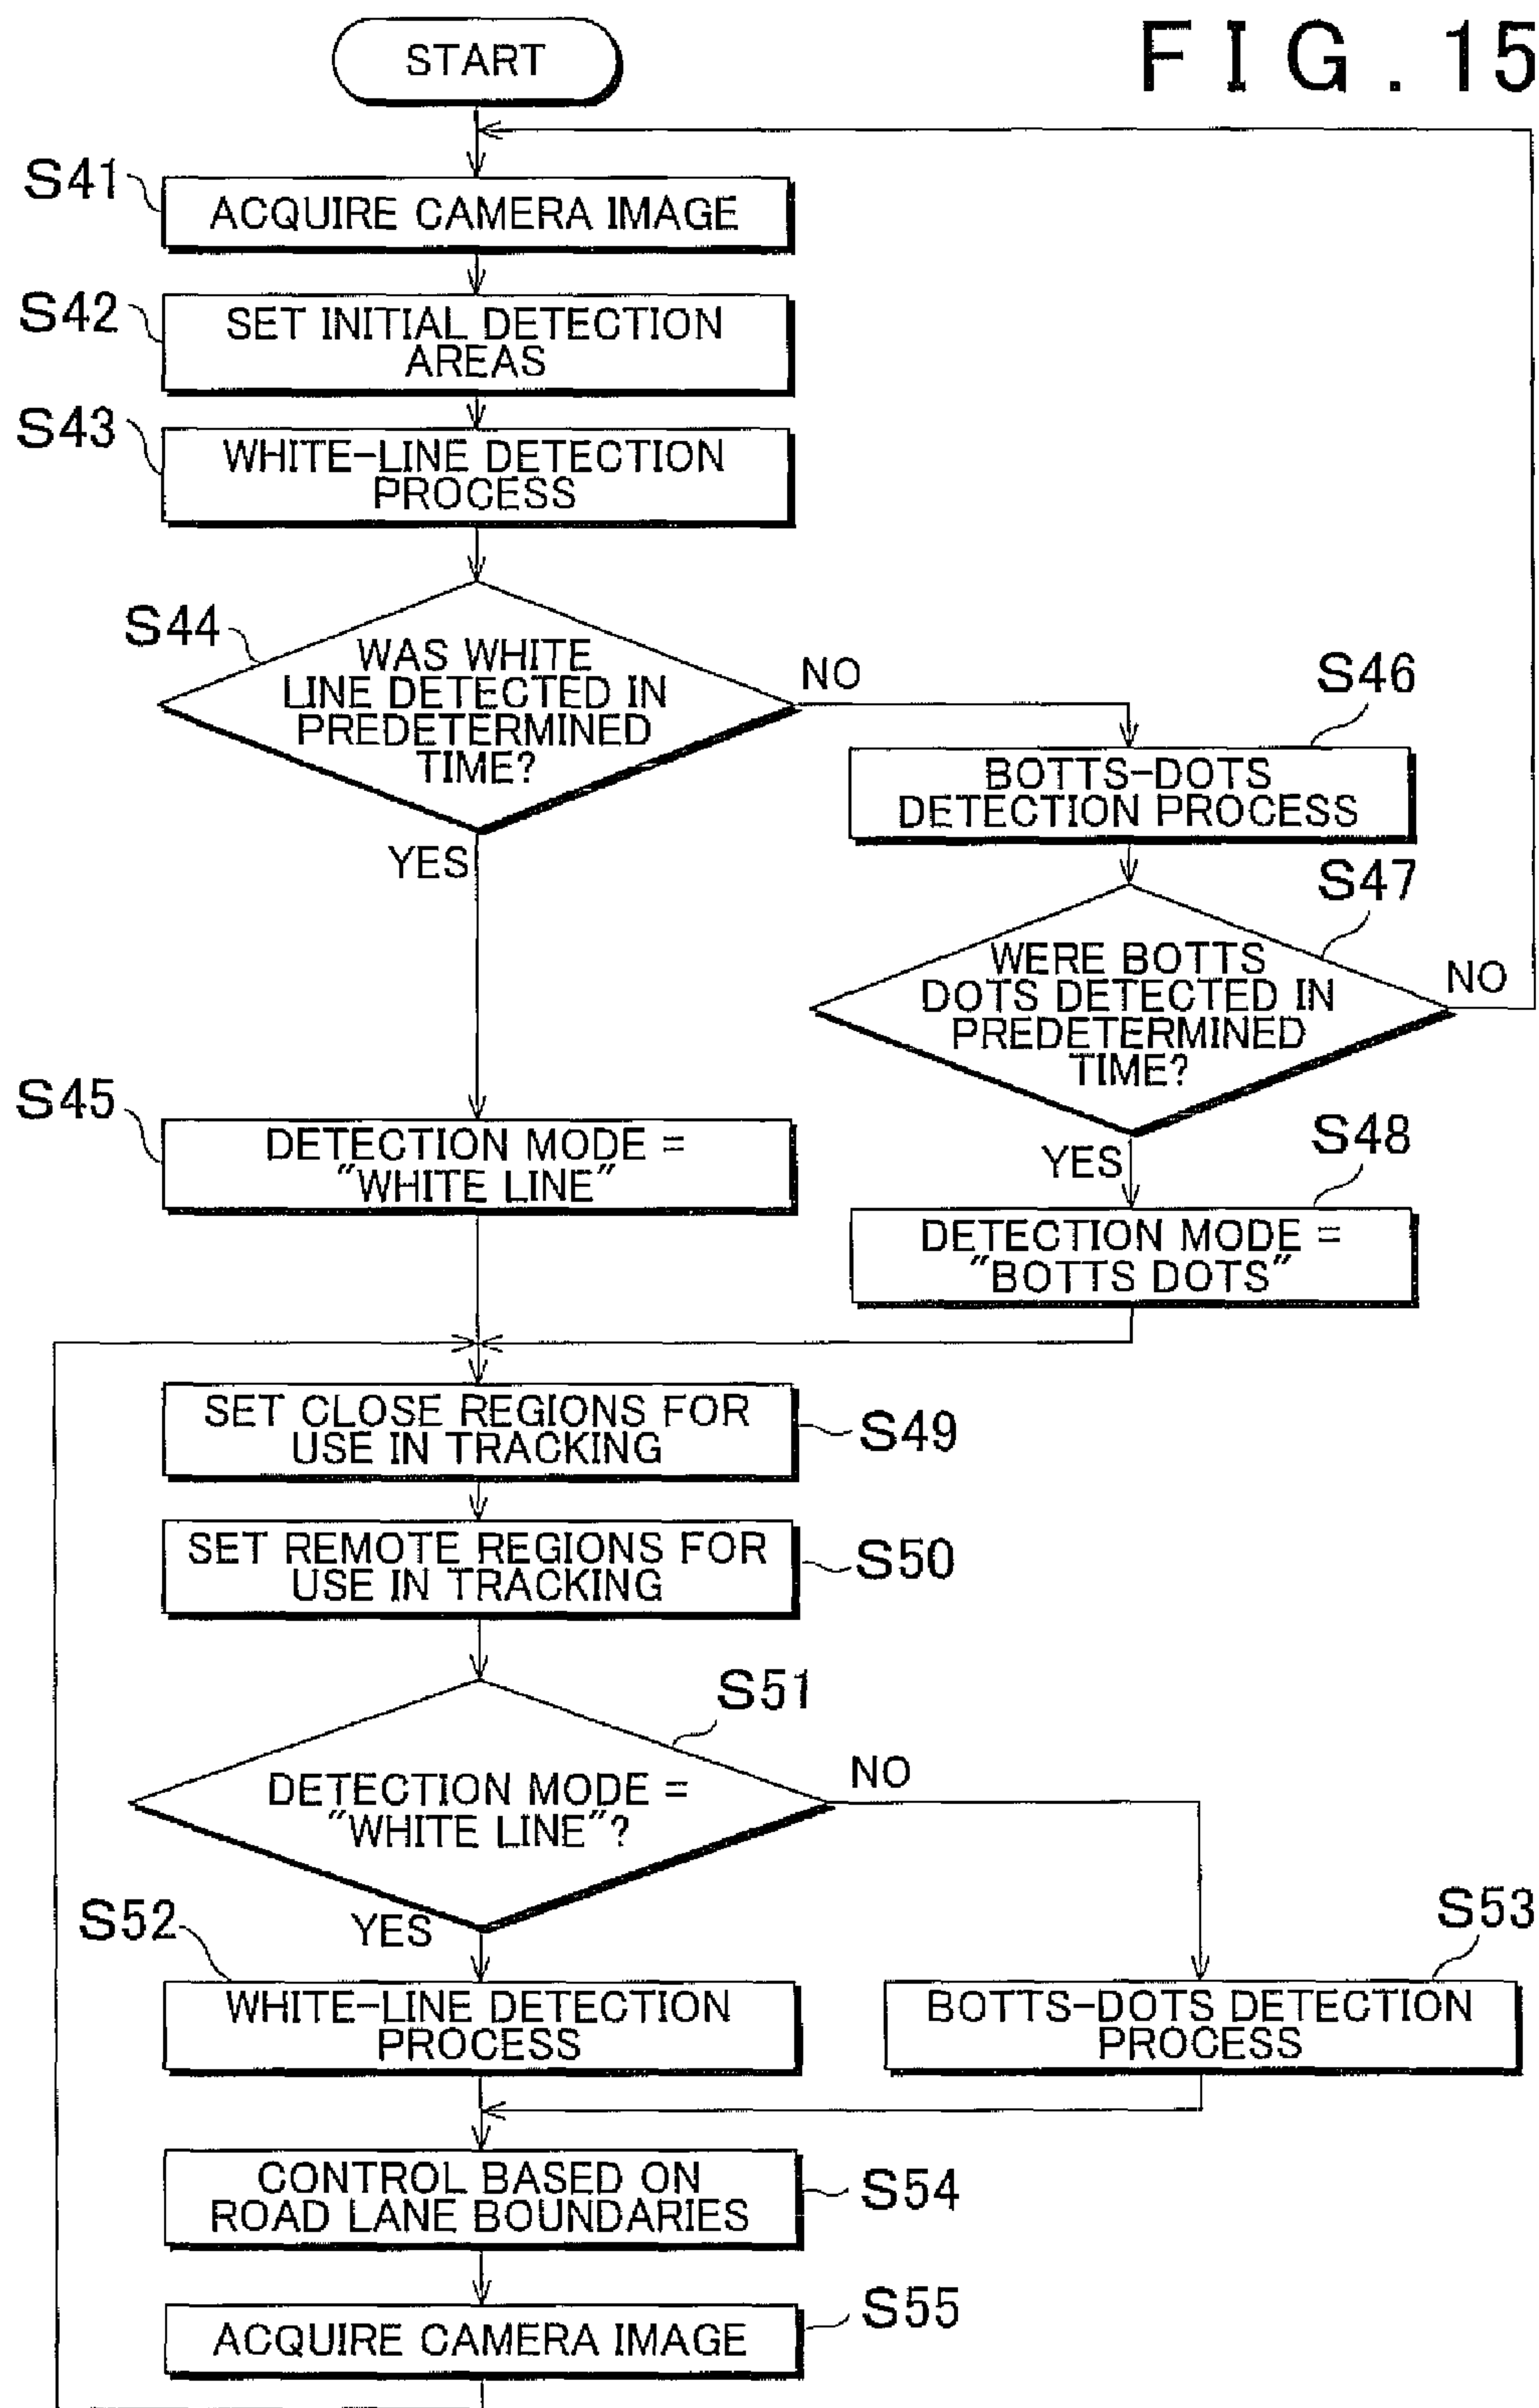 FIG.15
START
S41
ACQUIRE CAMERA IMAGE
S42
SET INITIAL DETECTION
AREAS
S43
WHITE-LINE DETECTION
PROCESS
S44
WAS WHITE
LINE DETECTED IN
PREDETERMINED
TIME?
NO
YES
S46
BOTTS-DOTS
DETECTION PROCESS
S47
WERE BOTTS
DOTS DETECTED IN
PREDETERMINED
TIME?
NO
YES
S45
DETECTION MODE =
"WHITE LINE"
S48
DETECTION MODE =
"BOTTS DOTS"
SET CLOSE REGIONS FOR
USE IN TRACKING
S49
SET REMOTE REGIONS FOR
USE IN TRACKING
S50
S51
DETECTION MODE =
"WHITE LINE"?
NO
YES
S52
WHITE-LINE DETECTION
PROCESS
S53
BOTTS-DOTS DETECTION
PROCESS
CONTROL BASED ON
ROAD LANE BOUNDARIES
S54
ACQUIRE CAMERA IMAGE
S55